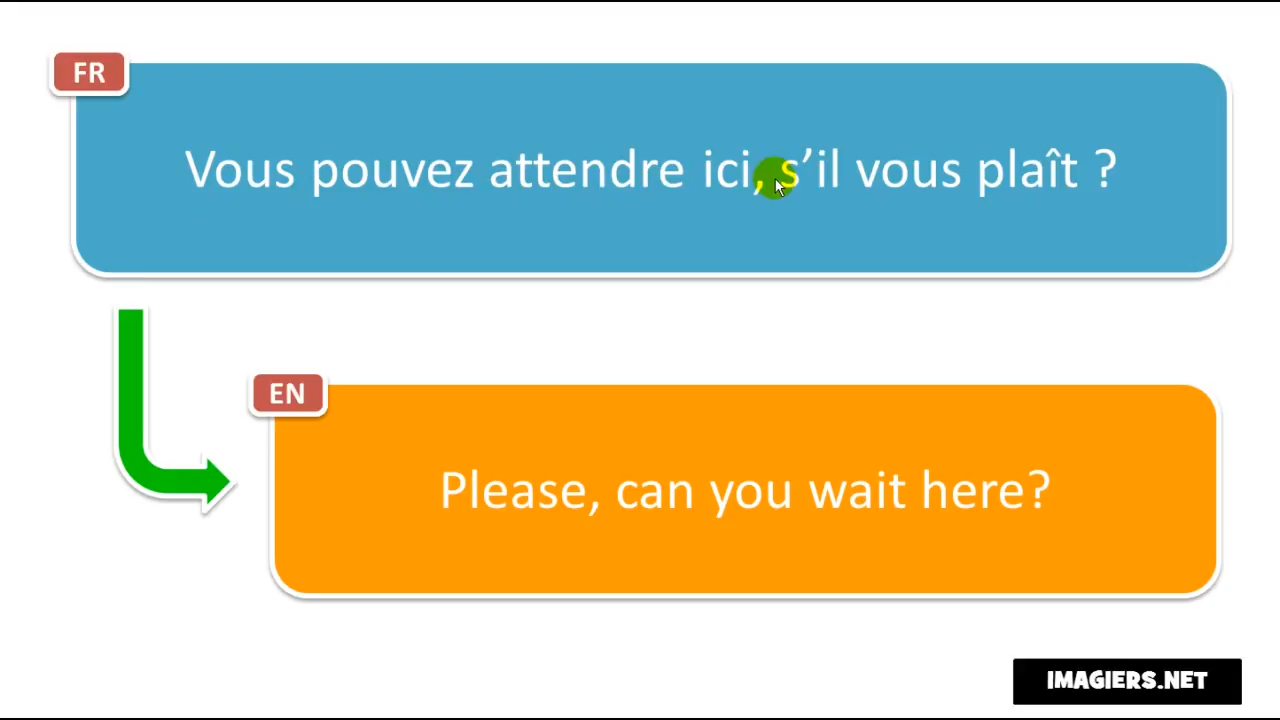 FR
Vous pouvez attendre ici, s’il vous plaît ?
EN
Please, can you wait here?
IMAGIERS.NET